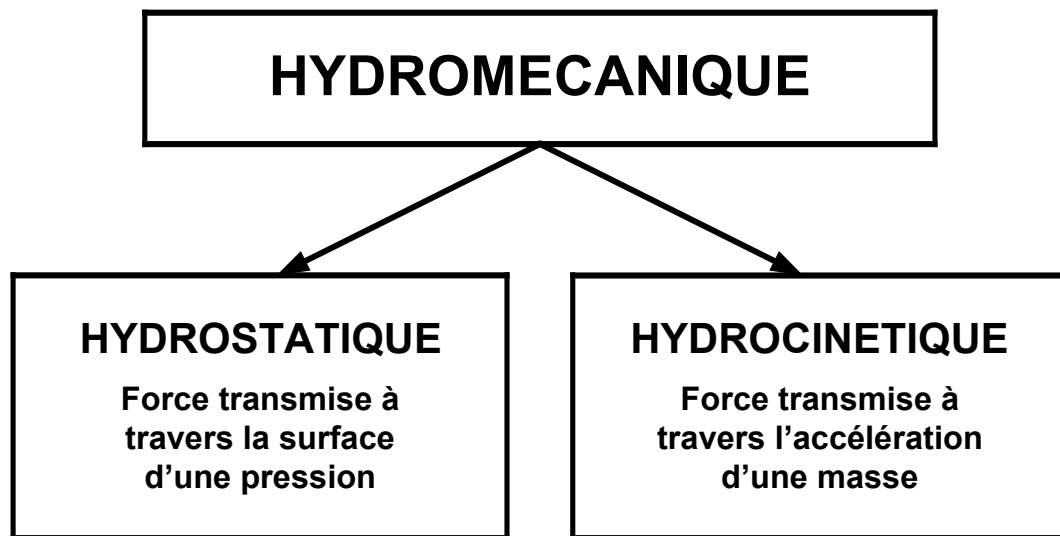 HYDROMECANIQUE
HYDROSTATIQUE
Force transmise à
travers la surface
d’une pression
HYDROCINETIQUE
Force transmise à
travers l’accélération
d’une masse